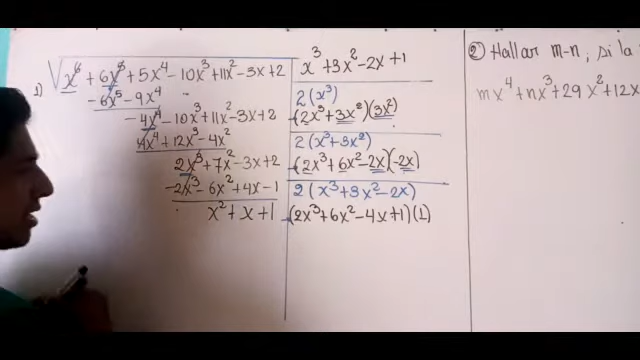 1) √x⁶ + 6x⁵ + 5x⁴ - 10x³ + 11x² - 3x + 2
x³ + 3x² - 2x + 1
- 6x⁵ - 9x⁴
2(x³)
- 4x⁴ - 10x³ + 11x² - 3x + 2
-(2x³ + 3x²)(3x²)
4x⁴ + 12x³ - 4x²
2(x³ + 3x²)
2x³ + 7x² - 3x + 2
-(2x³ + 6x² - 2x)(-2x)
- 2x³ - 6x² + 4x - 1
2(x³ + 3x² - 2x)
x² + x + 1
-(2x³ + 6x² - 4x + 1)(1)
② Hallar m-n; si la
mx⁴ + nx³ + 29x² + 12x